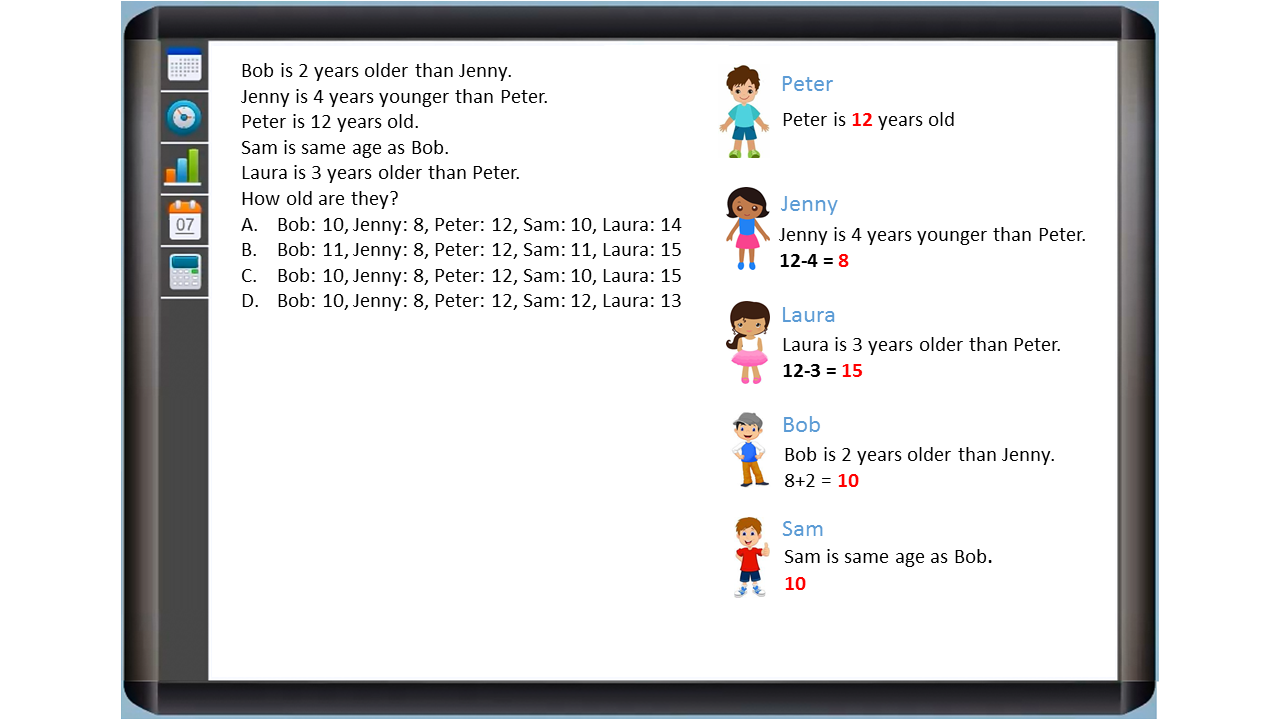 Bob is 2 years older than Jenny.
Jenny is 4 years younger than Peter.
Peter is 12 years old.
Sam is same age as Bob.
Laura is 3 years older than Peter.
How old are they?
A. Bob: 10, Jenny: 8, Peter: 12, Sam: 10, Laura: 14
B. Bob: 11, Jenny: 8, Peter: 12, Sam: 11, Laura: 15
C. Bob: 10, Jenny: 8, Peter: 12, Sam: 10, Laura: 15
D. Bob: 10, Jenny: 8, Peter: 12, Sam: 12, Laura: 13
07
Peter
Peter is 12 years old
Jenny
Jenny is 4 years younger than Peter.
12-4 = 8
Laura
Laura is 3 years older than Peter.
12-3 = 15
Bob
Bob is 2 years older than Jenny.
8+2 = 10
Sam
Sam is same age as Bob.
10